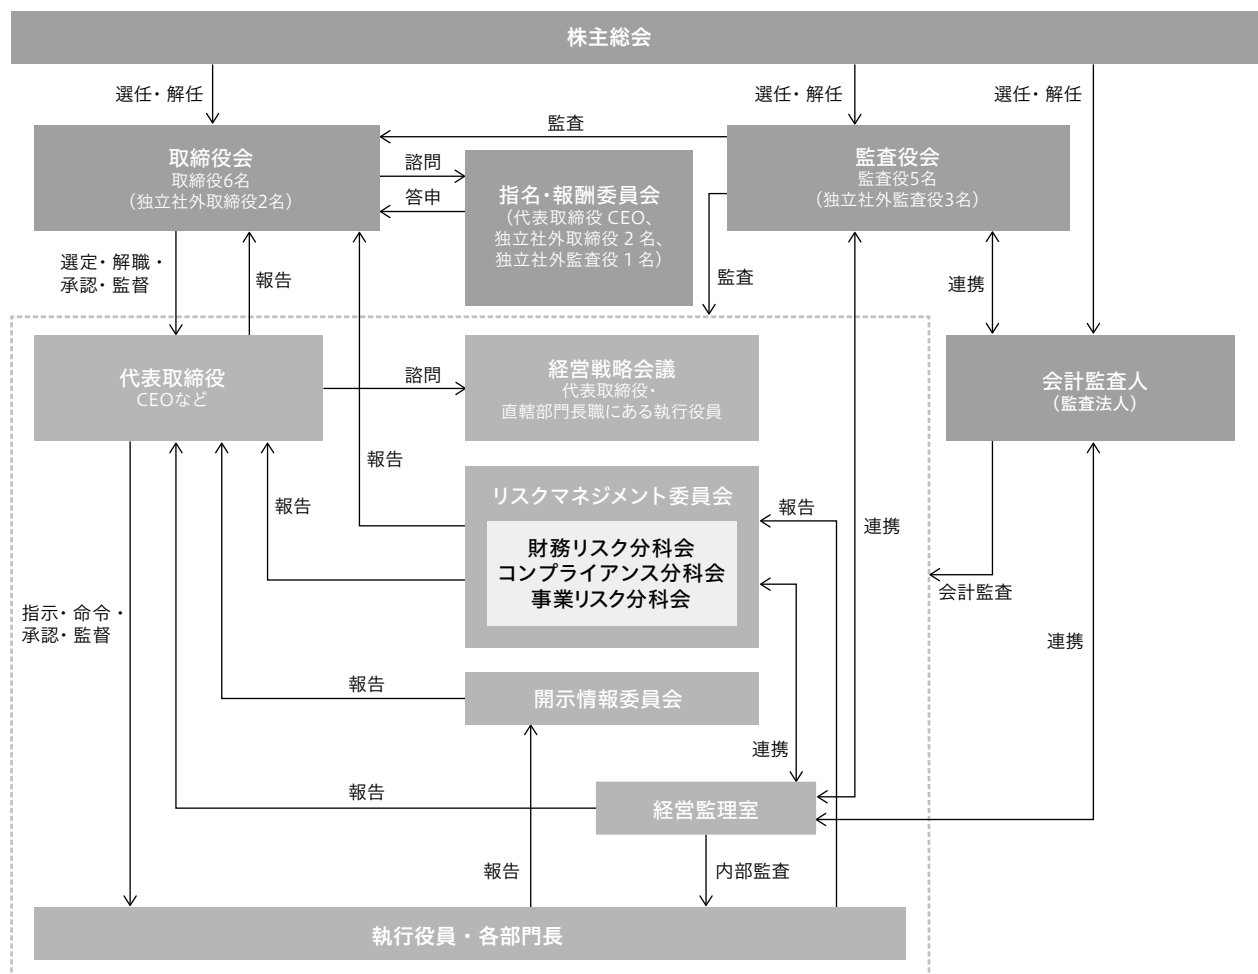 株主総会
選任・解任
選任・解任
選任・解任
監査
取締役会
取締役6名
（独立社外取締役2名）
諮問
答申
指名・報酬委員会
（代表取締役 CEO、
独立社外取締役 2 名、
独立社外監査役 1 名）
監査役会
監査役5名
（独立社外監査役3名）
選定・解職・
承認・監督
報告
監査
連携
代表取締役
CEOなど
諮問
経営戦略会議
代表取締役・
直轄部門長職にある執行役員
会計監査人
（監査法人）
報告
報告
リスクマネジメント委員会
財務リスク分科会
コンプライアンス分科会
事業リスク分科会
報告
連携
会計監査
指示・命令・
承認・監督
連携
報告
開示情報委員会
連携
報告
経営監理室
報告
内部監査
執行役員・各部門長